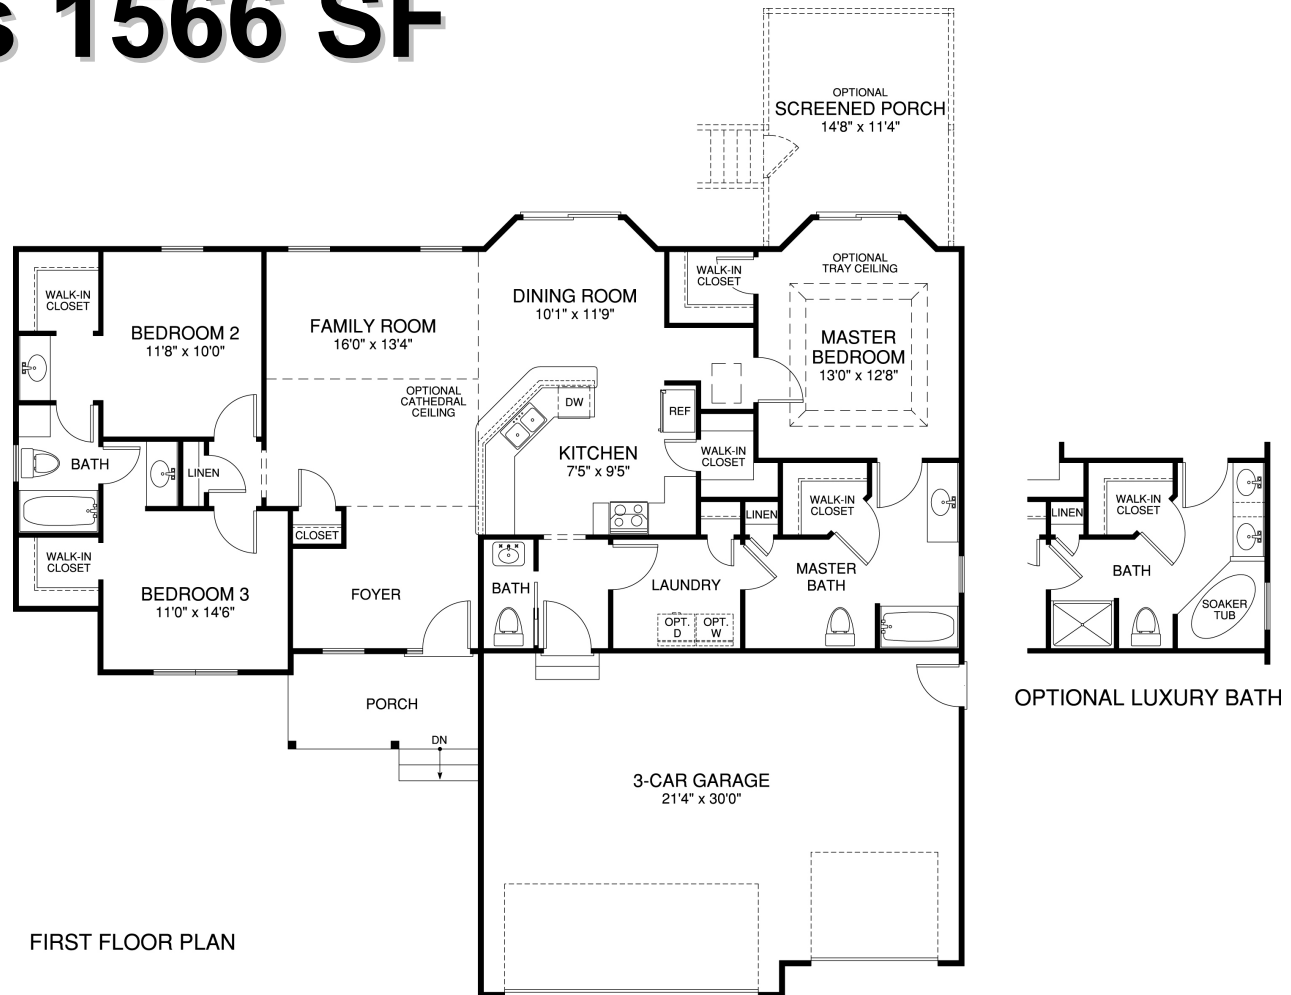 s 1566 SF
OPTIONAL
SCREENED PORCH
14'8" x 11'4"
WALK-IN
CLOSET
BEDROOM 2
11'8" x 10'0"
FAMILY ROOM
16'0" x 13'4"
OPTIONAL
CATHEDRAL
CEILING
DINING ROOM
10'1" x 11'9"
WALK-IN
CLOSET
OPTIONAL
TRAY CEILING
MASTER
BEDROOM
13'0" x 12'8"
DW
REF
KITCHEN
7'5" x 9'5"
WALK-IN
CLOSET
BATH
LINEN
CLOSET
WALK-IN
CLOSET
BEDROOM 3
11'0" x 14'6"
FOYER
BATH
LAUNDRY
OPT.
D
OPT.
W
LINEN
WALK-IN
CLOSET
MASTER
BATH
LINEN
WALK-IN
CLOSET
BATH
SOAKER
TUB
OPTIONAL LUXURY BATH
PORCH
DN
3-CAR GARAGE
21'4" x 30'0"
FIRST FLOOR PLAN